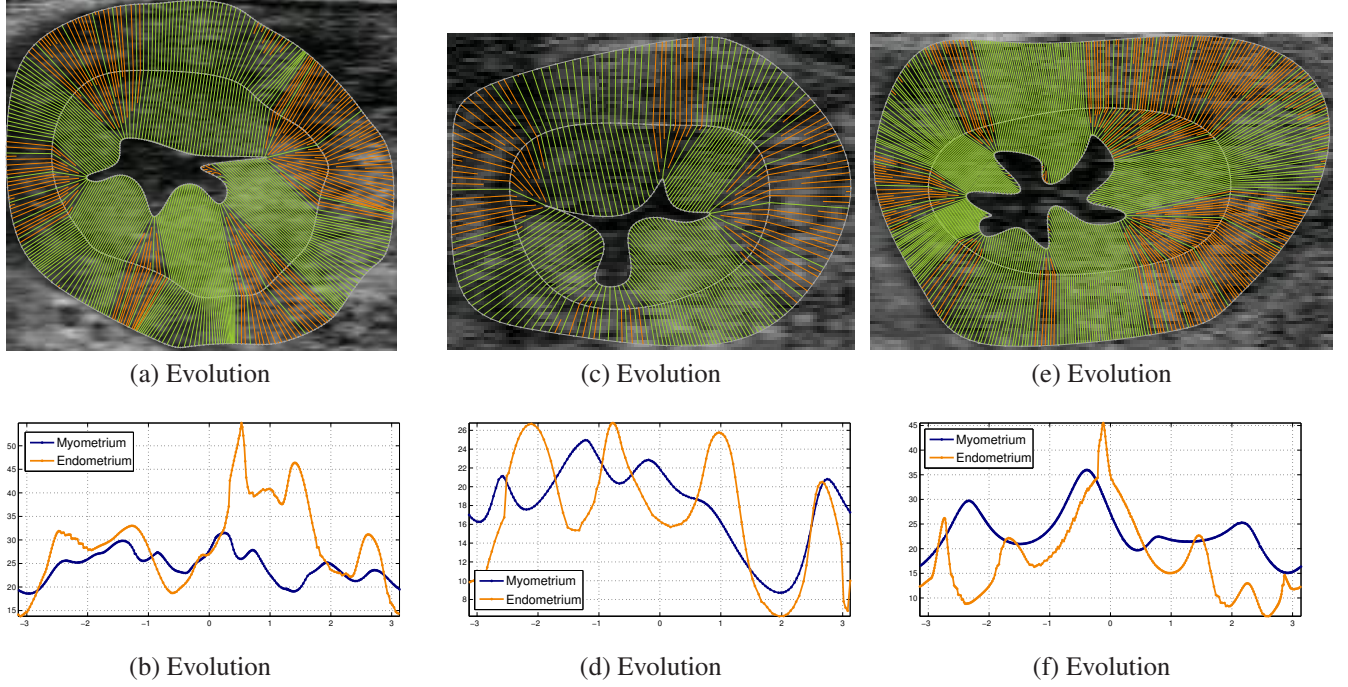 (a) Evolution
(c) Evolution
(e) Evolution
55
50
45
40
35
30
25
20
15
−3 −2 −1 0 1 2 3
Myometrium
Endometrium
(b) Evolution
26
24
22
20
18
16
14
12
10
8
−3 −2 −1 0 1 2 3
Myometrium
Endometrium
(d) Evolution
45
40
35
30
25
20
15
10
−3 −2 −1 0 1 2 3
Myometrium
Endometrium
(f) Evolution